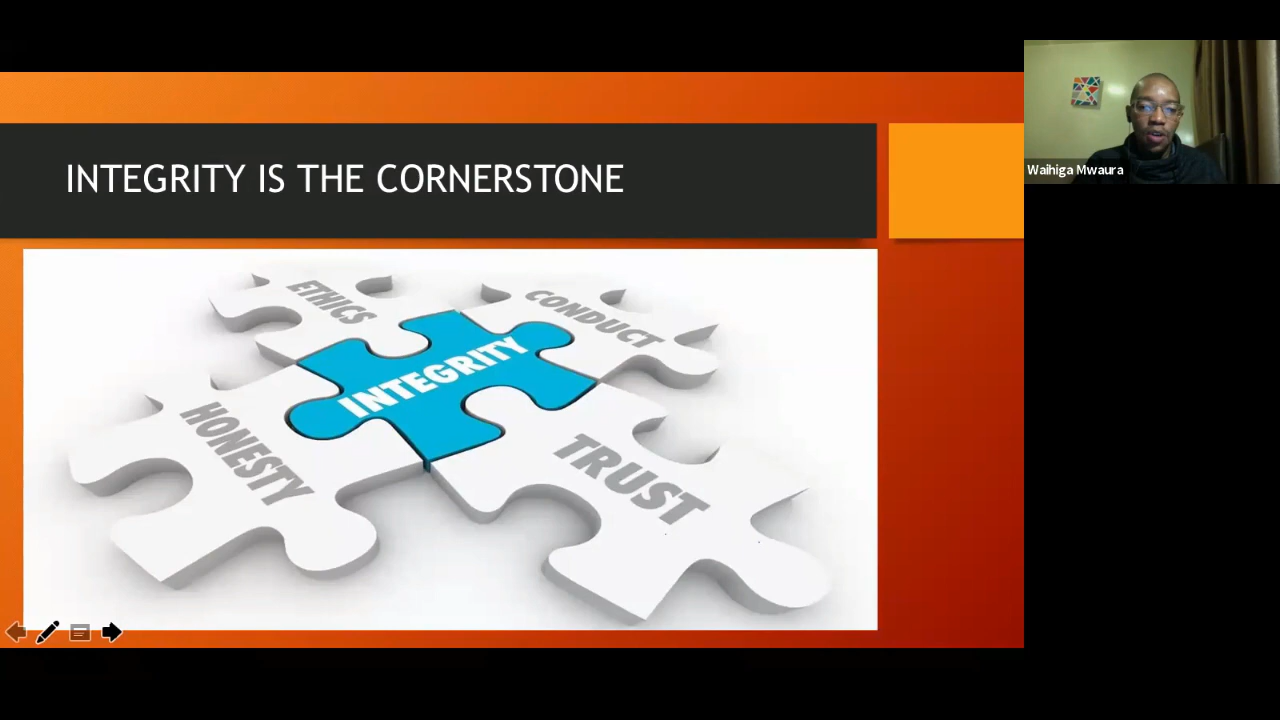 INTEGRITY IS THE CORNERSTONE
Waihiga Mwaura
ETHICS
CONDUCT
INTEGRITY
HONESTY
TRUST